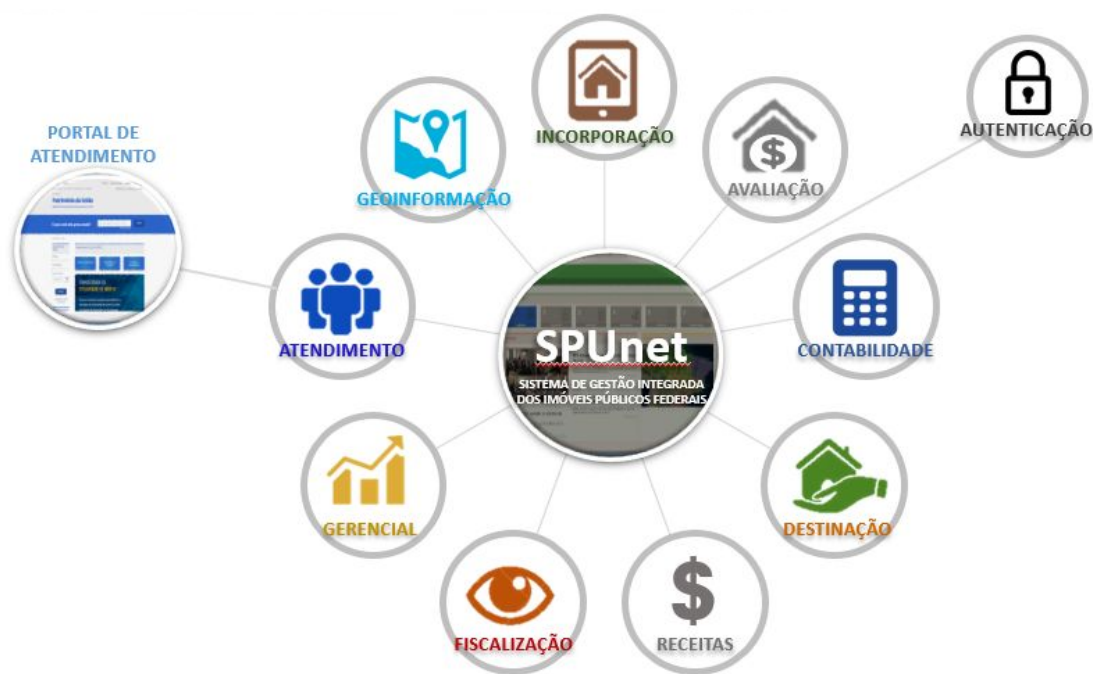 INCORPORAÇÃO
AUTENTICAÇÃO
PORTAL DE
ATENDIMENTO
AVALIAÇÃO
GEOINFORMAÇÃO
SPUnet
SISTEMA DE GESTÃO INTEGRADA
DOS IMÓVEIS PÚBLICOS FEDERAIS
ATENDIMENTO
CONTABILIDADE
GERENCIAL
DESTINAÇÃO
FISCALIZAÇÃO
RECEITAS